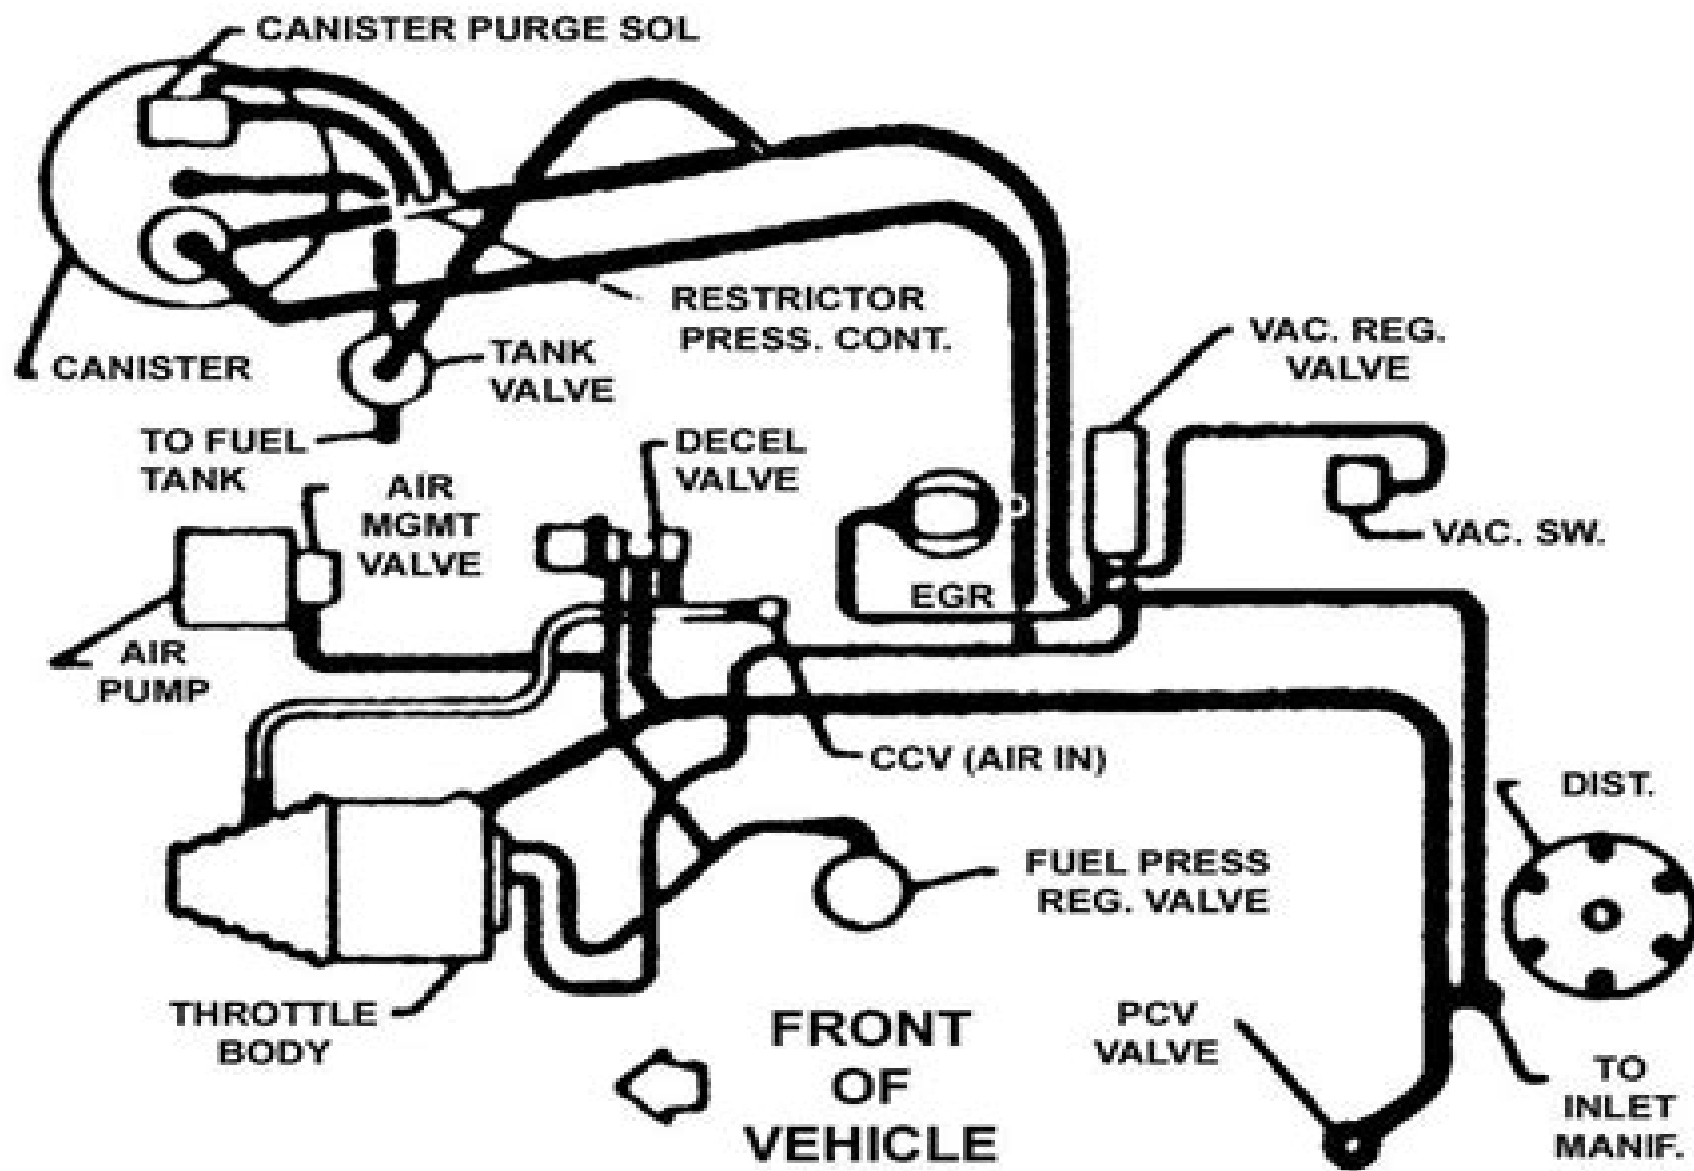 CANISTER PURGE SOL
RESTRICTOR
PRESS. CONT.
VAC. REG.
VALVE
CANISTER
TANK
VALVE
TO FUEL
TANK
DECEL
VALVE
AIR
MGMT
VALVE
VAC. SW.
EGR
AIR
PUMP
CCV (AIR IN)
DIST.
FUEL PRESS
REG. VALVE
THROTTLE
BODY
FRONT
OF
VEHICLE
PCV
VALVE
TO
INLET
MANIF.